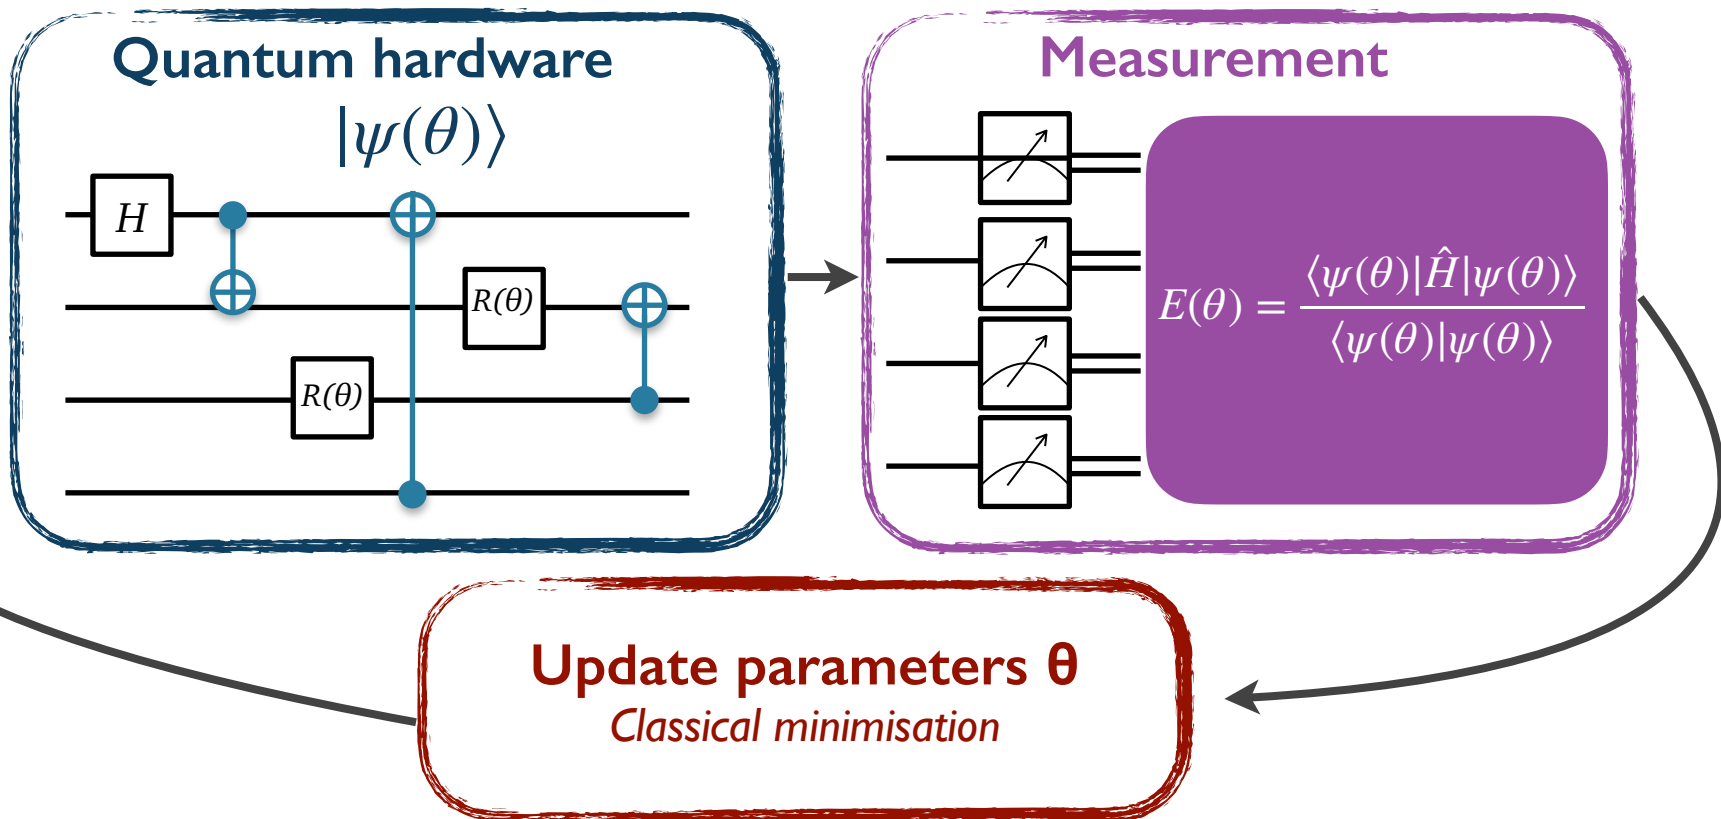 Quantum hardware
|ψ(θ)⟩
H
R(θ)
R(θ)
Measurement
E(θ) = ⟨ψ(θ)|Ĥ|ψ(θ)⟩ / ⟨ψ(θ)|ψ(θ)⟩
Update parameters θ
Classical minimisation